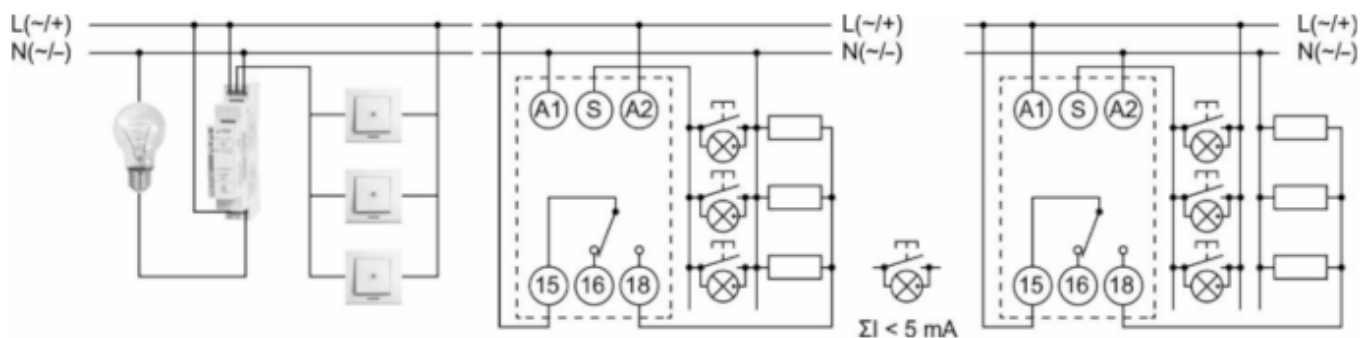 L(~/+) L(~/+) L(~/+)
N(~/–) N(~/–) N(~/–)
A1 S A2 A1 S A2
15 16 18 15 16 18
ΣI < 5 mA